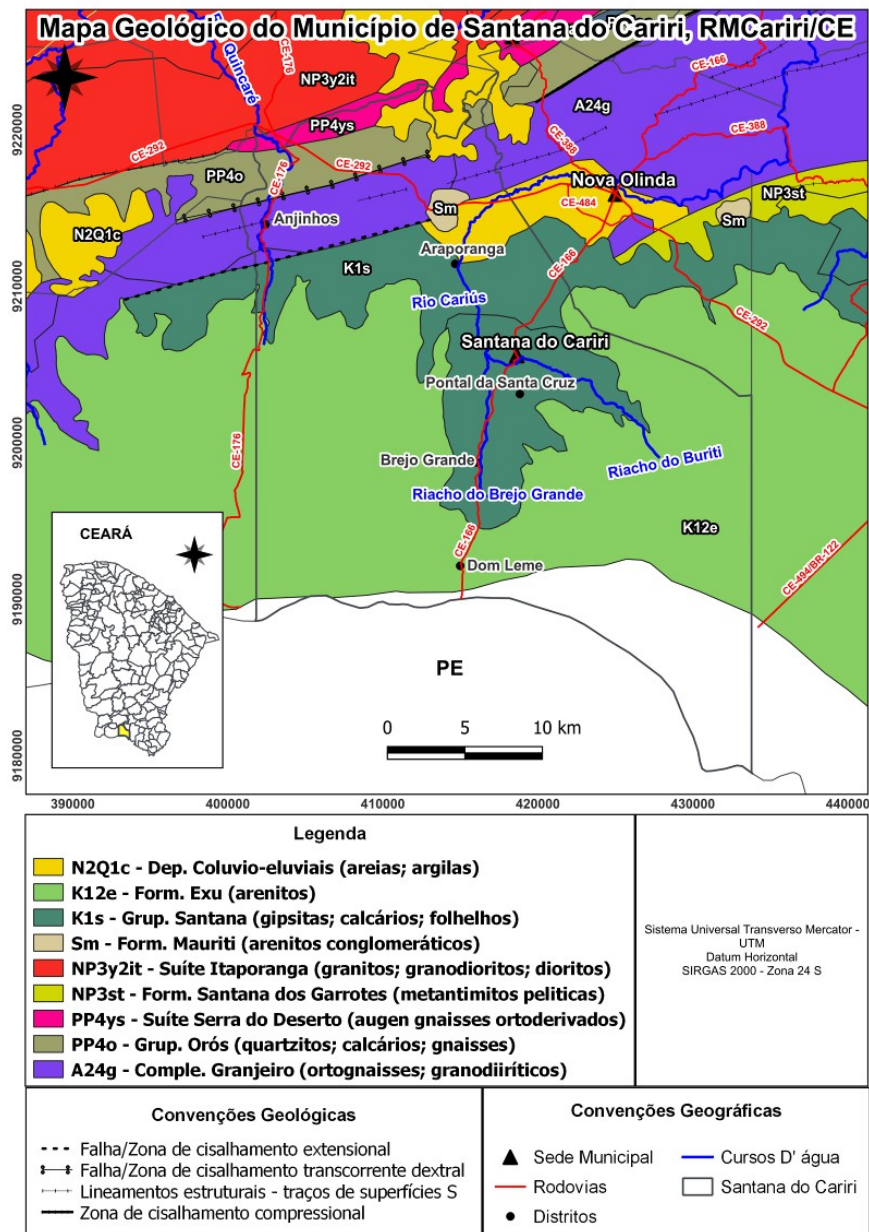 Mapa Geológico do Município de Santana do Cariri, RMCariri/CE
CE-176
Quincaré
CE-166
NP3y2it
A24g
PP4ys
CE-388
CE-388
CE-292
CE-292
PP4o
CE-176
Nova Olinda
NP3st
Sm
CE-484
Sm
N2Q1c
Anjinhos
Araporanga
K1s
CE-166
Rio Cariús
CE-292
Santana do Cariri
Pontal da Santa Cruz
CE-176
Brejo Grande
Riacho do Buriti
Riacho do Brejo Grande
K12e
CE-166
Dom Leme
CE-494/BR-122
CEARÁ
PE
0 5 10 km
92220000
92110000
92000000
9190000
9180000
390000 400000 410000 420000 430000 440000
Legenda
N2Q1c - Dep. Coluvio-eluviais (areias; argilas)
K12e - Form. Exu (arenitos)
K1s - Grup. Santana (gipsitas; calcários; folhelhos)
Sm - Form. Mauriti (arenitos conglomeráticos)
NP3y2it - Suíte Itaporanga (granitos; granodioritos; dioritos)
NP3st - Form. Santana dos Garrotes (metantimitos peliticas)
PP4ys - Suíte Serra do Deserto (augen gnaisses ortoderivados)
PP4o - Grup. Orós (quartzitos; calcários; gnaisses)
A24g - Comple. Granjeiro (ortognaisses; granodiiríticos)
Sistema Universal Transverso Mercator -
UTM
Datum Horizontal
SIRGAS 2000 - Zona 24 S
Convenções Geológicas
Falha/Zona de cisalhamento extensional
Falha/Zona de cisalhamento transcorrente dextral
Lineamentos estruturais - traços de superfícies S
Zona de cisalhamento compressional
Convenções Geográficas
Sede Municipal
Cursos D' água
Rodovias
Santana do Cariri
Distritos